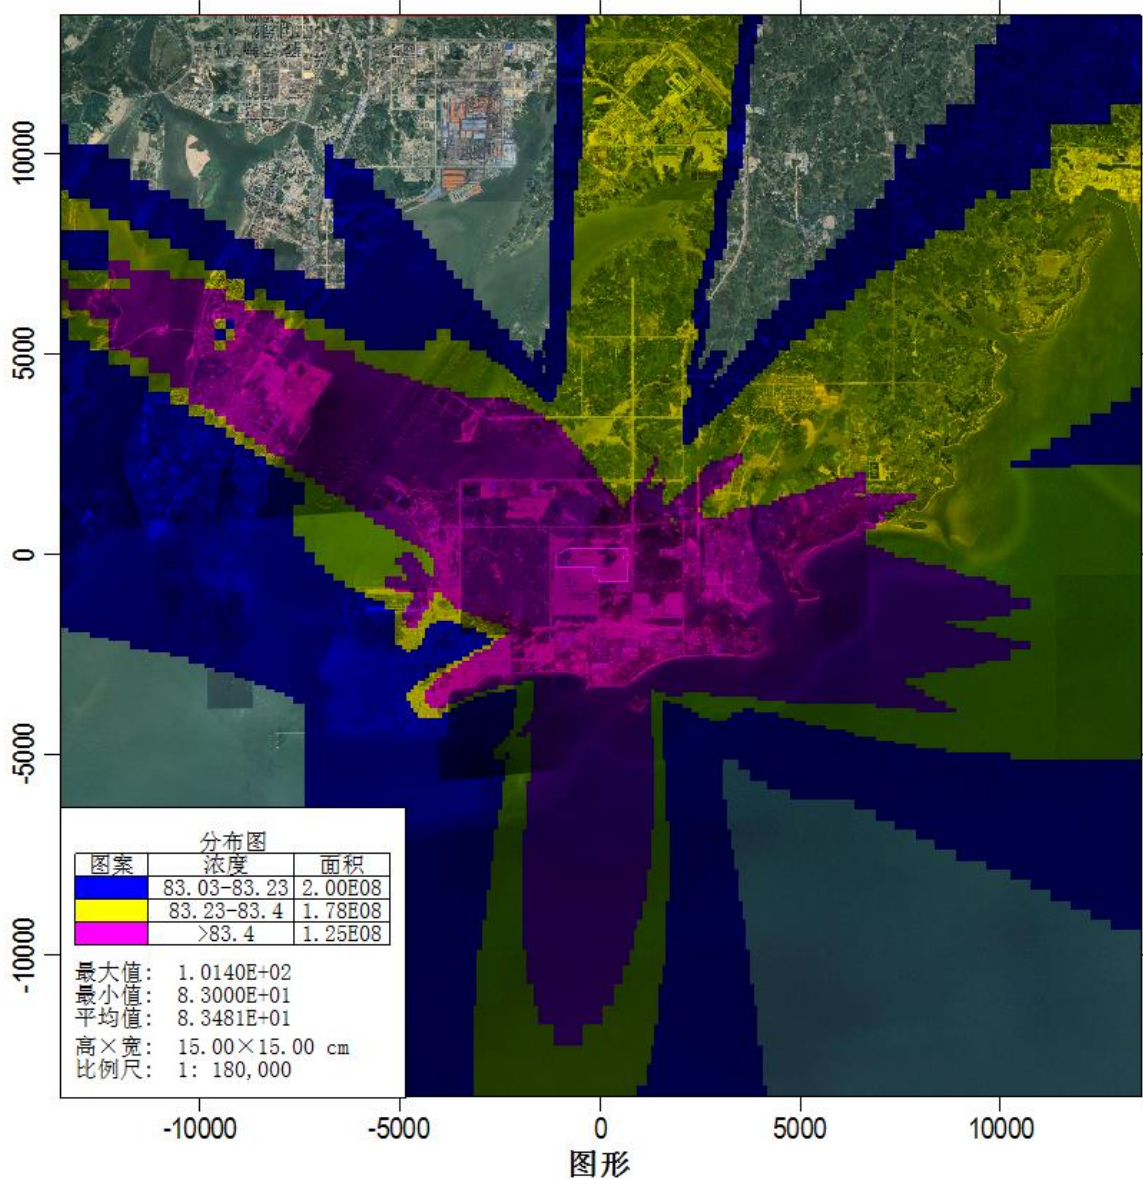 10000
5000
0
-5000
-10000
分布图
图案 浓度 面积
83.03-83.23 2.00E08
83.23-83.4 1.78E08
>83.4 1.25E08
最大值: 1.0140E+02
最小值: 8.3000E+01
平均值: 8.3481E+01
高×宽: 15.00×15.00 cm
比例尺: 1: 180,000
-10000 -5000 0 5000 10000
图形